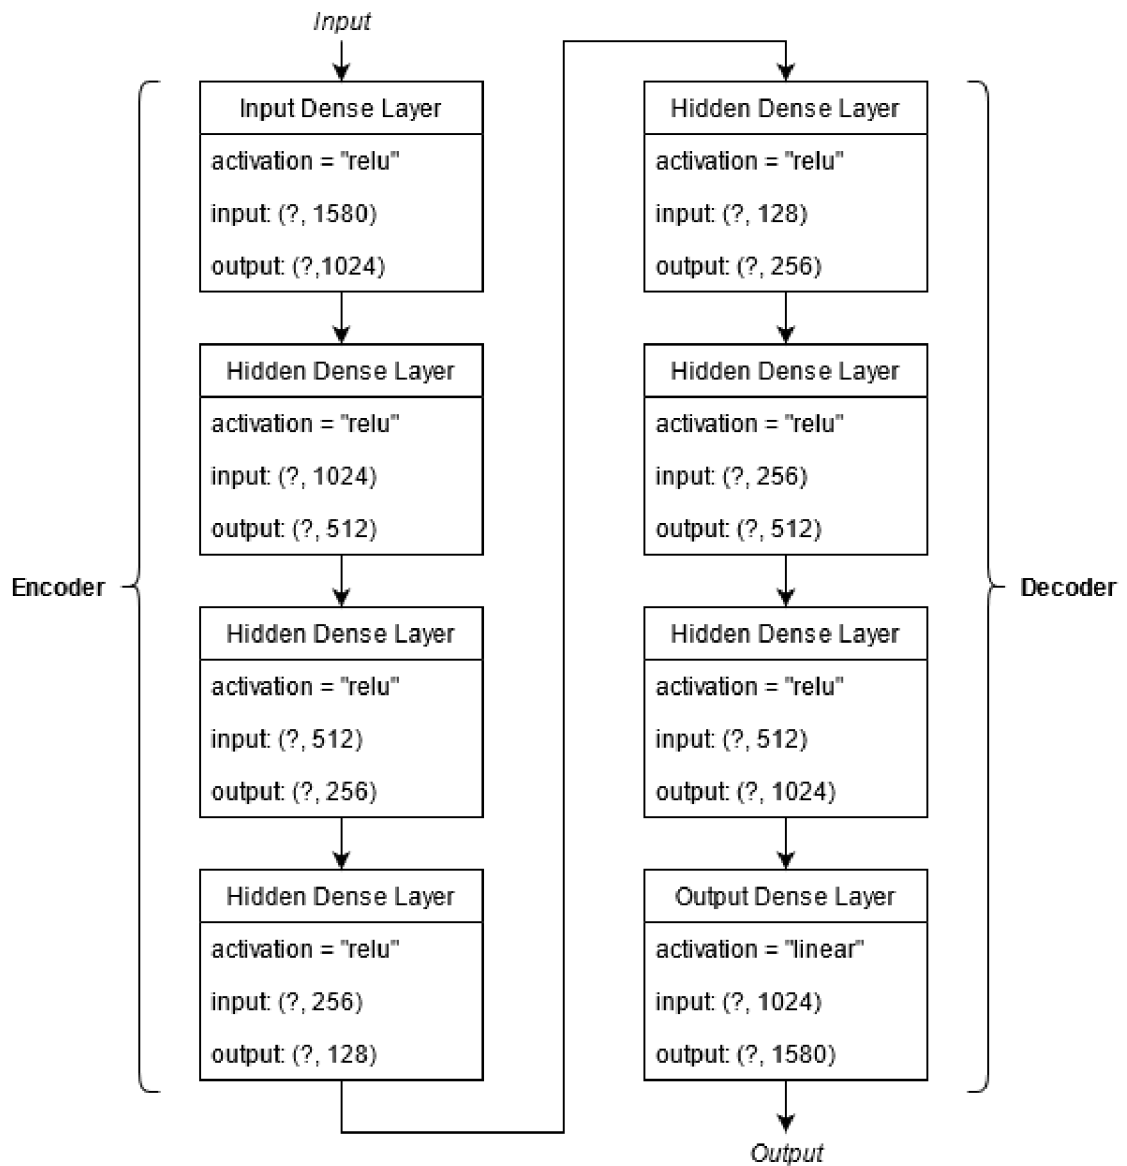 Input
Input Dense Layer
activation = "relu"
input: (?, 1580)
output: (?,1024)
Hidden Dense Layer
activation = "relu"
input: (?, 1024)
output: (?, 512)
Hidden Dense Layer
activation = "relu"
input: (?, 512)
output: (?, 256)
Hidden Dense Layer
activation = "relu"
input: (?, 256)
output: (?, 128)
Encoder
Hidden Dense Layer
activation = "relu"
input: (?, 128)
output: (?, 256)
Hidden Dense Layer
activation = "relu"
input: (?, 256)
output: (?, 512)
Hidden Dense Layer
activation = "relu"
input: (?, 512)
output: (?, 1024)
Output Dense Layer
activation = "linear"
input: (?, 1024)
output: (?, 1580)
Decoder
Output